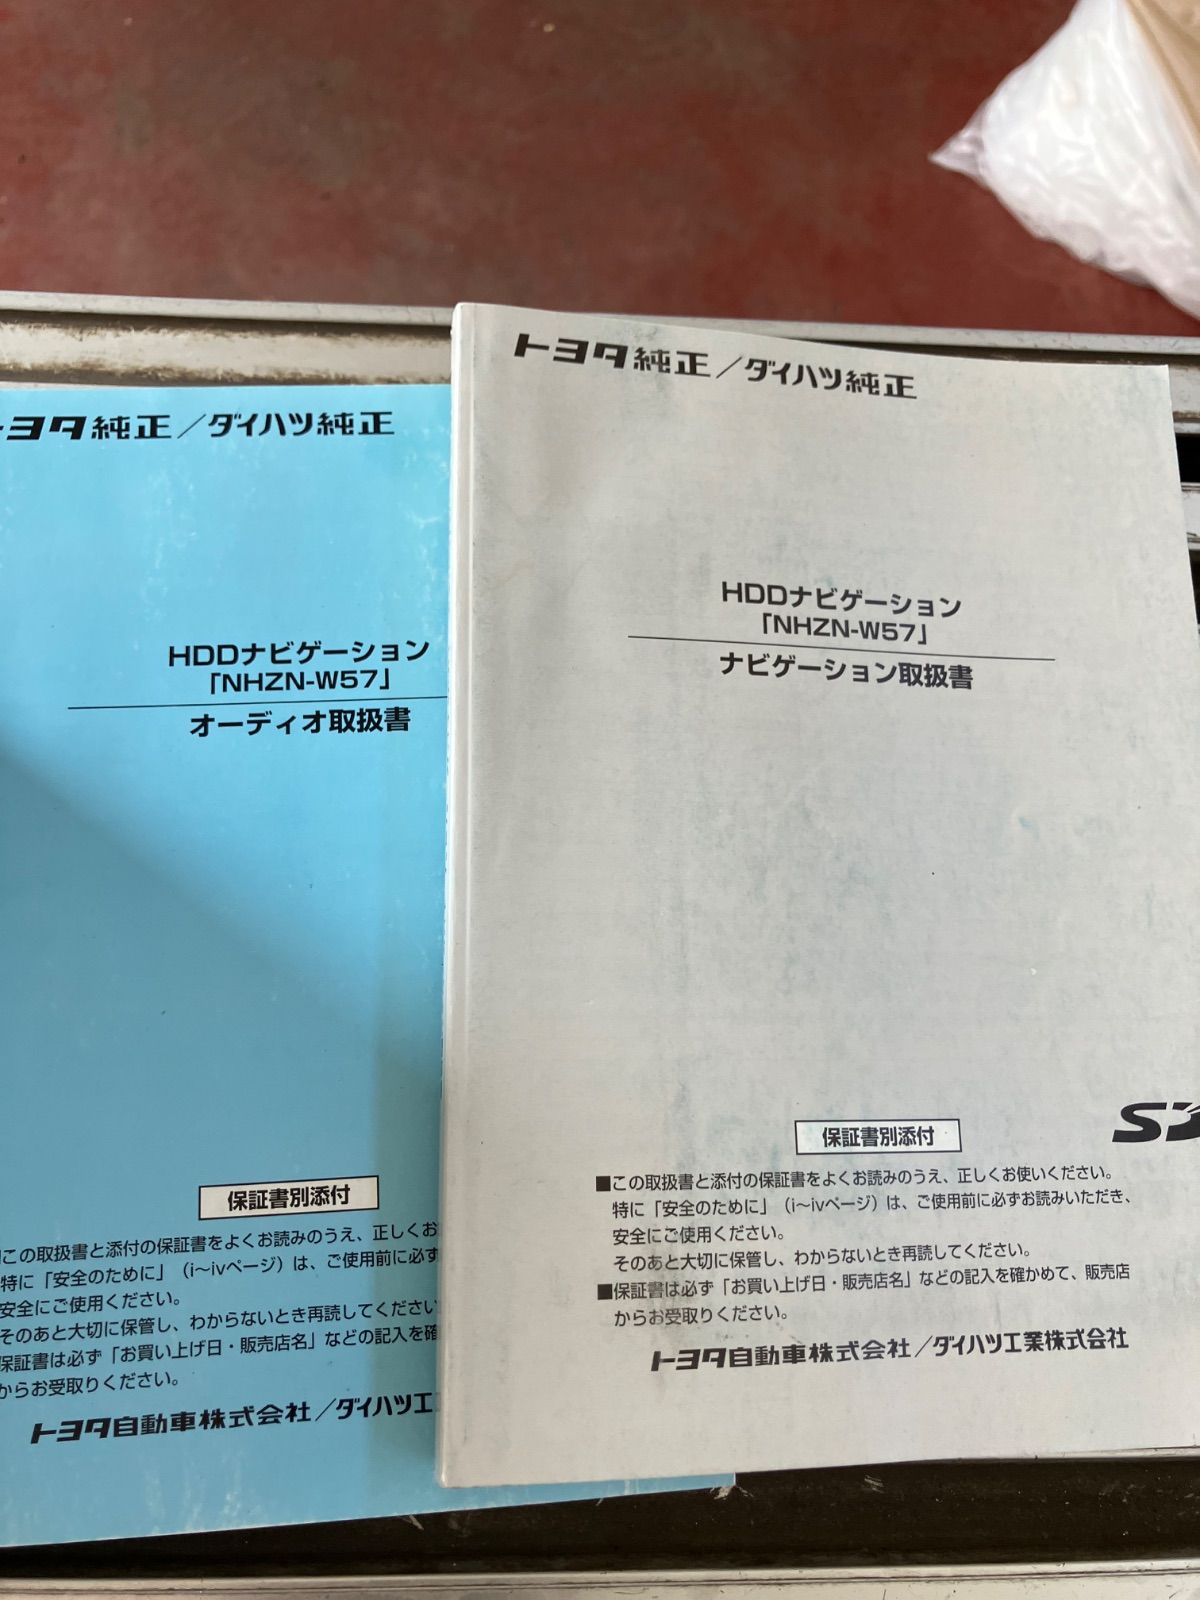 トヨタ純正／ダイハツ純正
HDDナビゲーション
「NHZN-W57」
オーディオ取扱書
保証書別添付
この取扱書と添付の保証書をよくお読みのうえ、正しくお
特に「安全のために」（i〜ivページ）は、ご使用前に必ず
安全にご使用ください。
そのあと大切に保管し、わからないとき再読してください
保証書は必ず「お買い上げ日・販売店名」などの記入を確
からお受取りください。
トヨタ自動車株式会社／ダイハツ工
トヨタ純正／ダイハツ純正
HDDナビゲーション
「NHZN-W57」
ナビゲーション取扱書
保証書別添付
■この取扱書と添付の保証書をよくお読みのうえ、正しくお使いください。
特に「安全のために」（i〜ivページ）は、ご使用前に必ずお読みいただき、
安全にご使用ください。
そのあと大切に保管し、わからないとき再読してください。
■保証書は必ず「お買い上げ日・販売店名」などの記入を確かめて、販売店
からお受取りください。
トヨタ自動車株式会社／ダイハツ工業株式会社